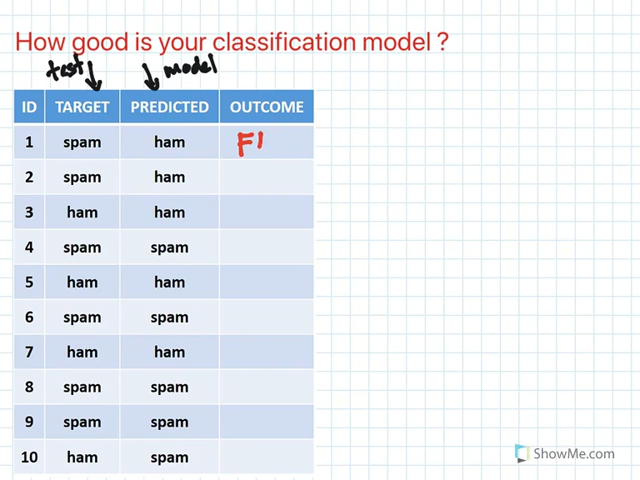 How good is your classification model ?
test model
ID TARGET PREDICTED OUTCOME
1 spam ham
2 spam ham
3 ham ham
4 spam spam
5 ham ham
6 spam spam
7 ham ham
8 spam spam
9 spam spam
10 ham spam
ShowMe.com